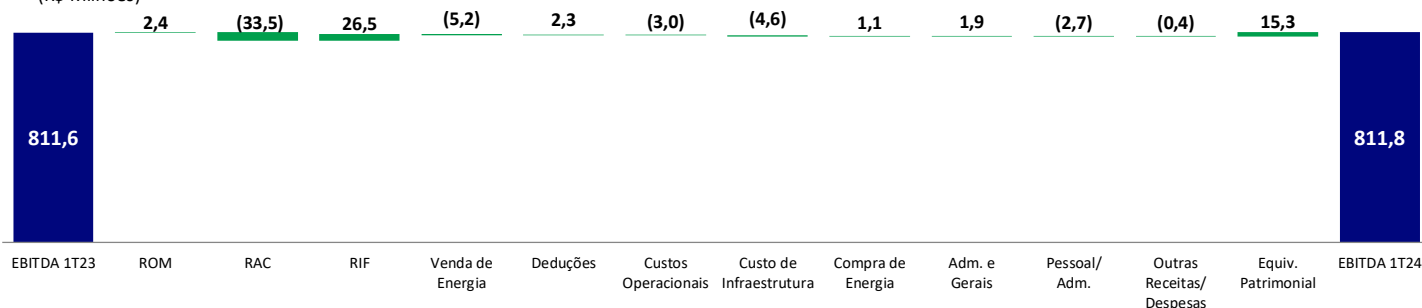 (R$ milhões)
2,4 (33,5) 26,5 (5,2) 2,3 (3,0) (4,6) 1,1 1,9 (2,7) (0,4) 15,3
811,6 811,8
EBITDA 1T23 ROM RAC RIF Venda de Deduções Custos Custo de Compra de Adm. e Pessoal/ Outras Equiv. EBITDA 1T24
Energia Operacionais Infraestrutura Energia Gerais Adm. Receitas/ Patrimonial
Despesas